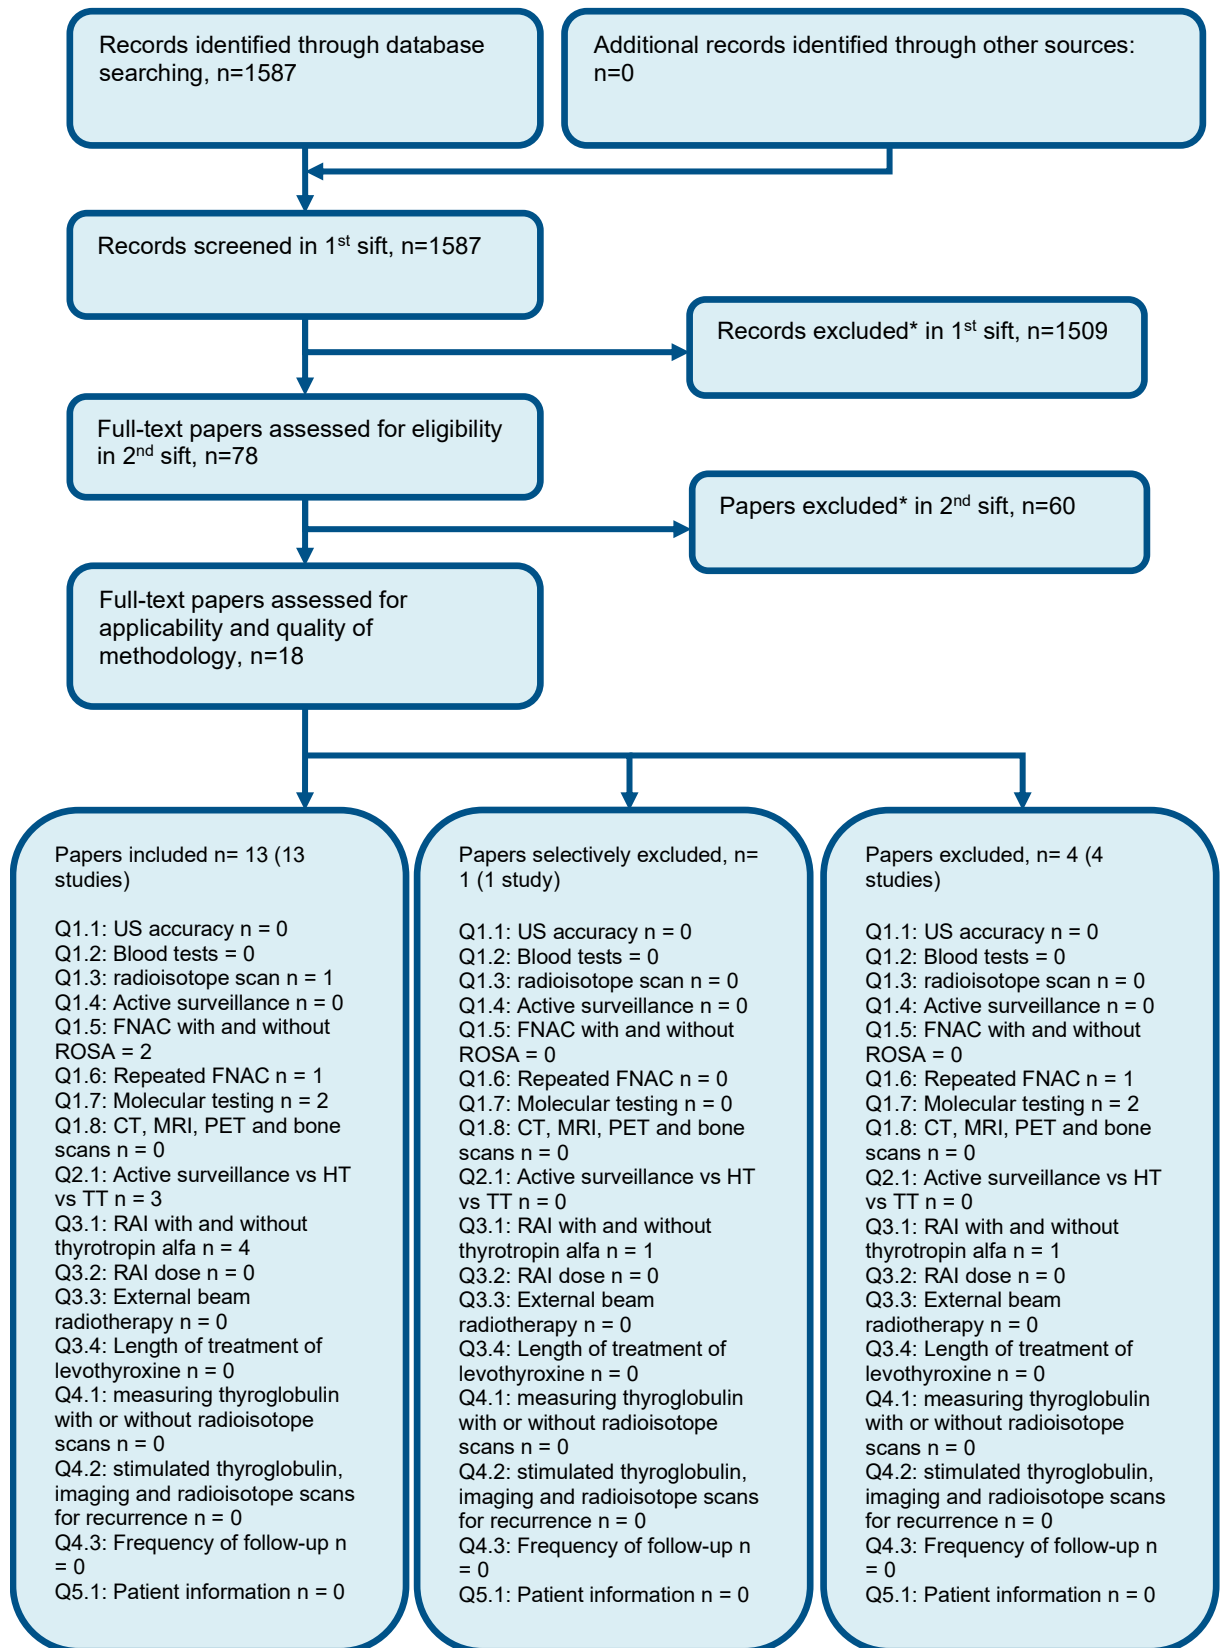 Records identified through database
searching, n=1587
Additional records identified through other sources:
n=0
Records screened in 1st sift, n=1587
Records excluded* in 1st sift, n=1509
Full-text papers assessed for eligibility
in 2nd sift, n=78
Papers excluded* in 2nd sift, n=60
Full-text papers assessed for
applicability and quality of
methodology, n=18
Papers included n= 13 (13
studies)
Q1.1: US accuracy n = 0
Q1.2: Blood tests = 0
Q1.3: radioisotope scan n = 1
Q1.4: Active surveillance n = 0
Q1.5: FNAC with and without
ROSA = 2
Q1.6: Repeated FNAC n = 1
Q1.7: Molecular testing n = 2
Q1.8: CT, MRI, PET and bone
scans n = 0
Q2.1: Active surveillance vs HT
vs TT n = 3
Q3.1: RAI with and without
thyrotropin alfa n = 4
Q3.2: RAI dose n = 0
Q3.3: External beam
radiotherapy n = 0
Q3.4: Length of treatment of
levothyroxine n = 0
Q4.1: measuring thyroglobulin
with or without radioisotope
scans n = 0
Q4.2: stimulated thyroglobulin,
imaging and radioisotope scans
for recurrence n = 0
Q4.3: Frequency of follow-up n
= 0
Q5.1: Patient information n = 0
Papers selectively excluded, n=
1 (1 study)
Q1.1: US accuracy n = 0
Q1.2: Blood tests = 0
Q1.3: radioisotope scan n = 0
Q1.4: Active surveillance n = 0
Q1.5: FNAC with and without
ROSA = 0
Q1.6: Repeated FNAC n = 0
Q1.7: Molecular testing n = 0
Q1.8: CT, MRI, PET and bone
scans n = 0
Q2.1: Active surveillance vs HT
vs TT n = 0
Q3.1: RAI with and without
thyrotropin alfa n = 1
Q3.2: RAI dose n = 0
Q3.3: External beam
radiotherapy n = 0
Q3.4: Length of treatment of
levothyroxine n = 0
Q4.1: measuring thyroglobulin
with or without radioisotope
scans n = 0
Q4.2: stimulated thyroglobulin,
imaging and radioisotope scans
for recurrence n = 0
Q4.3: Frequency of follow-up n
= 0
Q5.1: Patient information n = 0
Papers excluded, n= 4 (4
studies)
Q1.1: US accuracy n = 0
Q1.2: Blood tests = 0
Q1.3: radioisotope scan n = 0
Q1.4: Active surveillance n = 0
Q1.5: FNAC with and without
ROSA = 0
Q1.6: Repeated FNAC n = 1
Q1.7: Molecular testing n = 2
Q1.8: CT, MRI, PET and bone
scans n = 0
Q2.1: Active surveillance vs HT
vs TT n = 0
Q3.1: RAI with and without
thyrotropin alfa n = 1
Q3.2: RAI dose n = 0
Q3.3: External beam
radiotherapy n = 0
Q3.4: Length of treatment of
levothyroxine n = 0
Q4.1: measuring thyroglobulin
with or without radioisotope
scans n = 0
Q4.2: stimulated thyroglobulin,
imaging and radioisotope scans
for recurrence n = 0
Q4.3: Frequency of follow-up n
= 0
Q5.1: Patient information n = 0